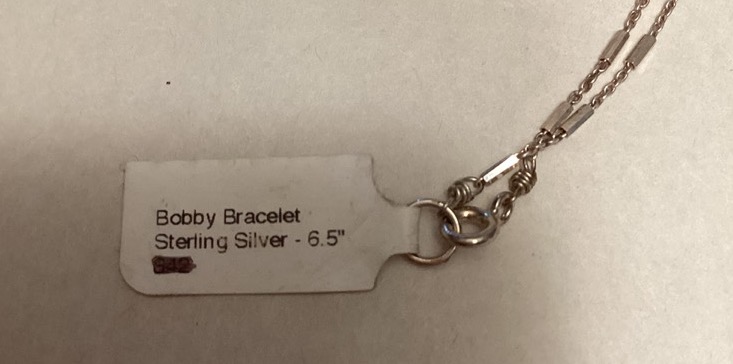 Bobby Bracelet
Sterling Silver - 6.5"